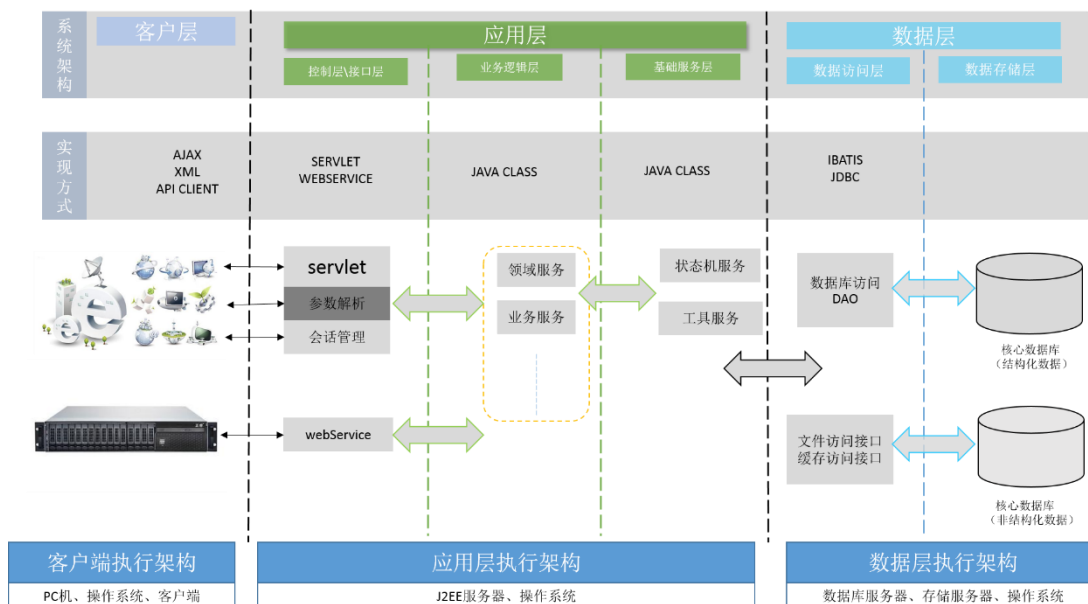 系统架构
客户层
应用层
数据层
控制层\接口层
业务逻辑层
基础服务层
数据访问层
数据存储层
实现方式
AJAX
XML
API CLIENT
SERVLET
WEBSERVICE
JAVA CLASS
JAVA CLASS
IBATIS
JDBC
servlet
参数解析
会话管理
领域服务
业务服务
状态机服务
工具服务
数据库访问
DAO
核心数据库
（结构化数据）
webService
文件访问接口
缓存访问接口
核心数据库
（非结构化数据）
客户端执行架构
应用层执行架构
数据层执行架构
PC机、操作系统、客户端
J2EE服务器、操作系统
数据库服务器、存储服务器、操作系统